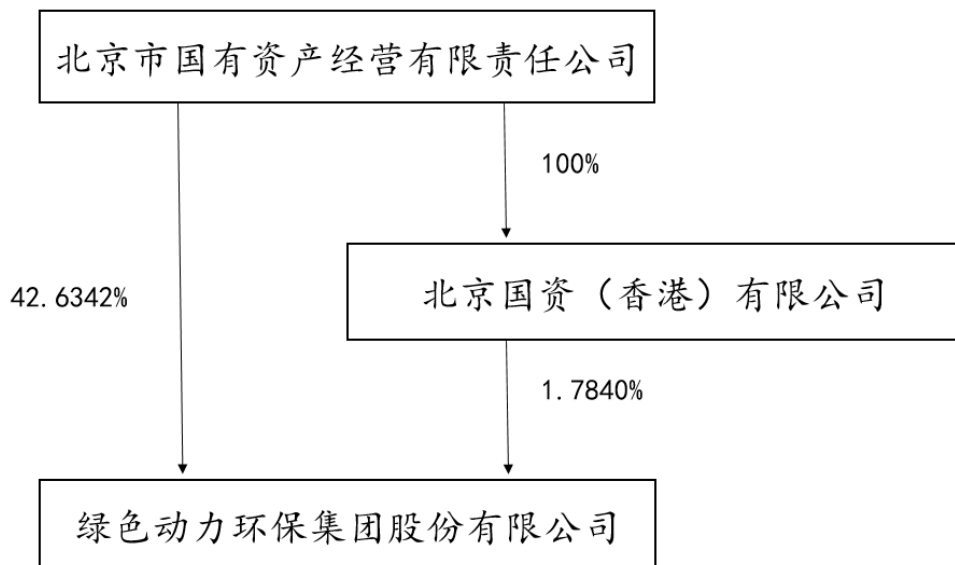 北京市国有资产经营有限责任公司
100%
北京国资（香港）有限公司
42.6342%
1.7840%
绿色动力环保集团股份有限公司